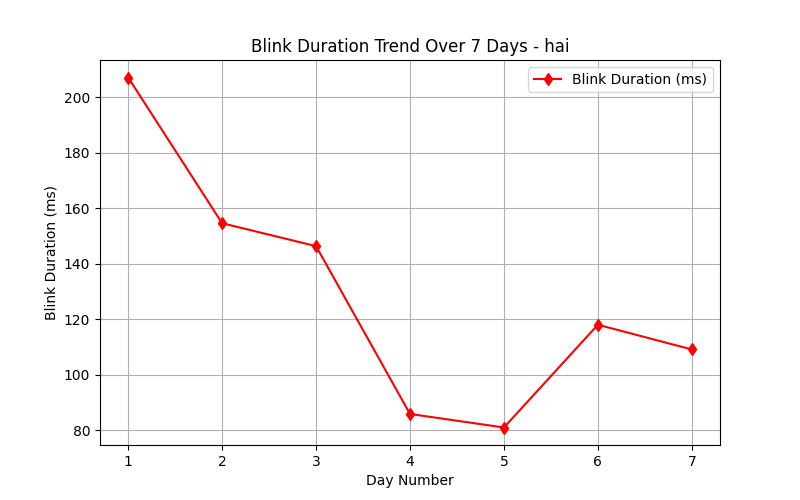 Blink Duration Trend Over 7 Days - hai
Blink Duration (ms)
200
180
160
140
120
100
80
Blink Duration (ms)
1 2 3 4 5 6 7
Day Number